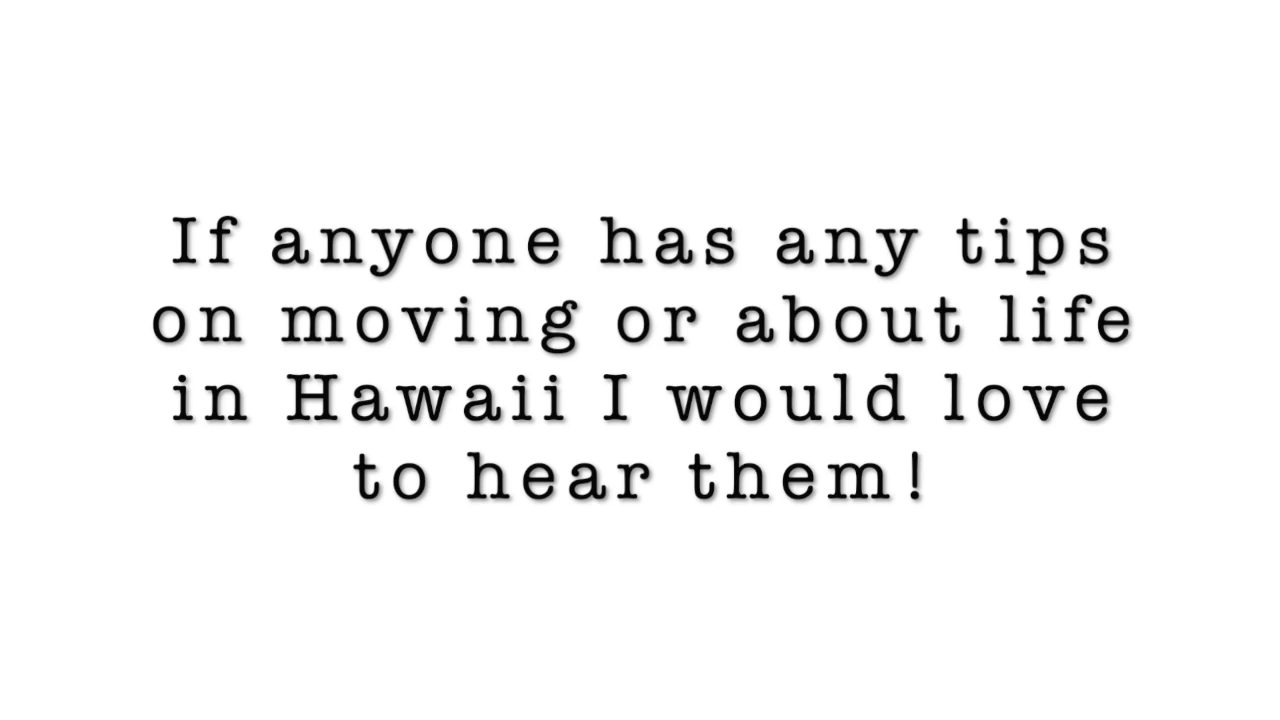 If anyone has any tips
on moving or about life
in Hawaii I would love
to hear them!